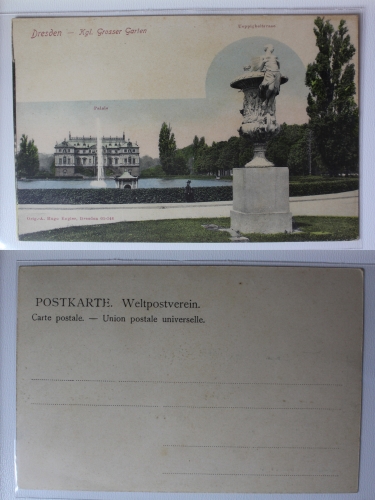 Dresden – Kgl. Grosser Garten
Palais
POSTKARTE. Weltpostverein.
Carte postale. — Union postale universelle.